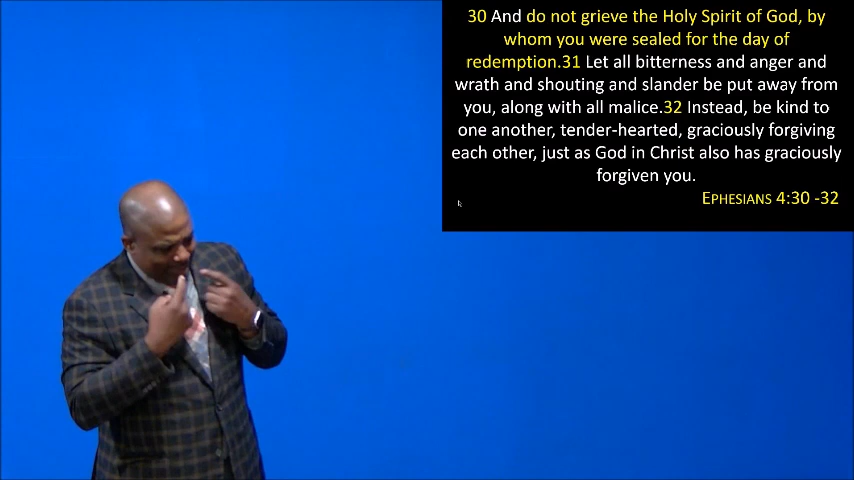 30 And do not grieve the Holy Spirit of God, by
whom you were sealed for the day of
redemption.31 Let all bitterness and anger and
wrath and shouting and slander be put away from
you, along with all malice.32 Instead, be kind to
one another, tender-hearted, graciously forgiving
each other, just as God in Christ also has graciously
forgiven you.
EPHESIANS 4:30 -32